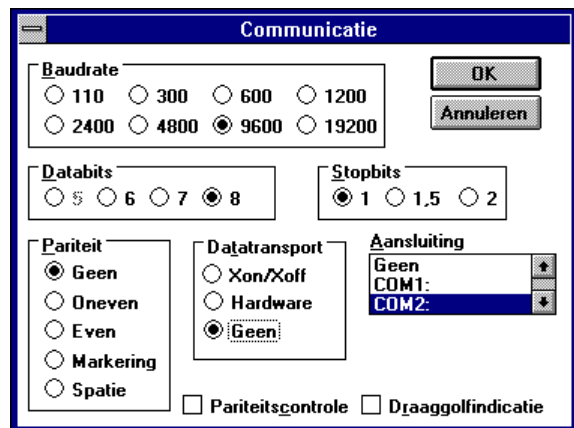 Communicatie
Baudrate
110 300 600 1200
2400 4800 9600 19200
OK
Annuleren
Databits
5 6 7 8
Stopbits
1 1,5 2
Pariteit
Geen
Oneven
Even
Markering
Spatie
Datatransport
Xon/Xoff
Hardware
Geen
Aansluiting
Geen
COM1:
COM2:
Pariteitscontrole Draaggolfindicatie